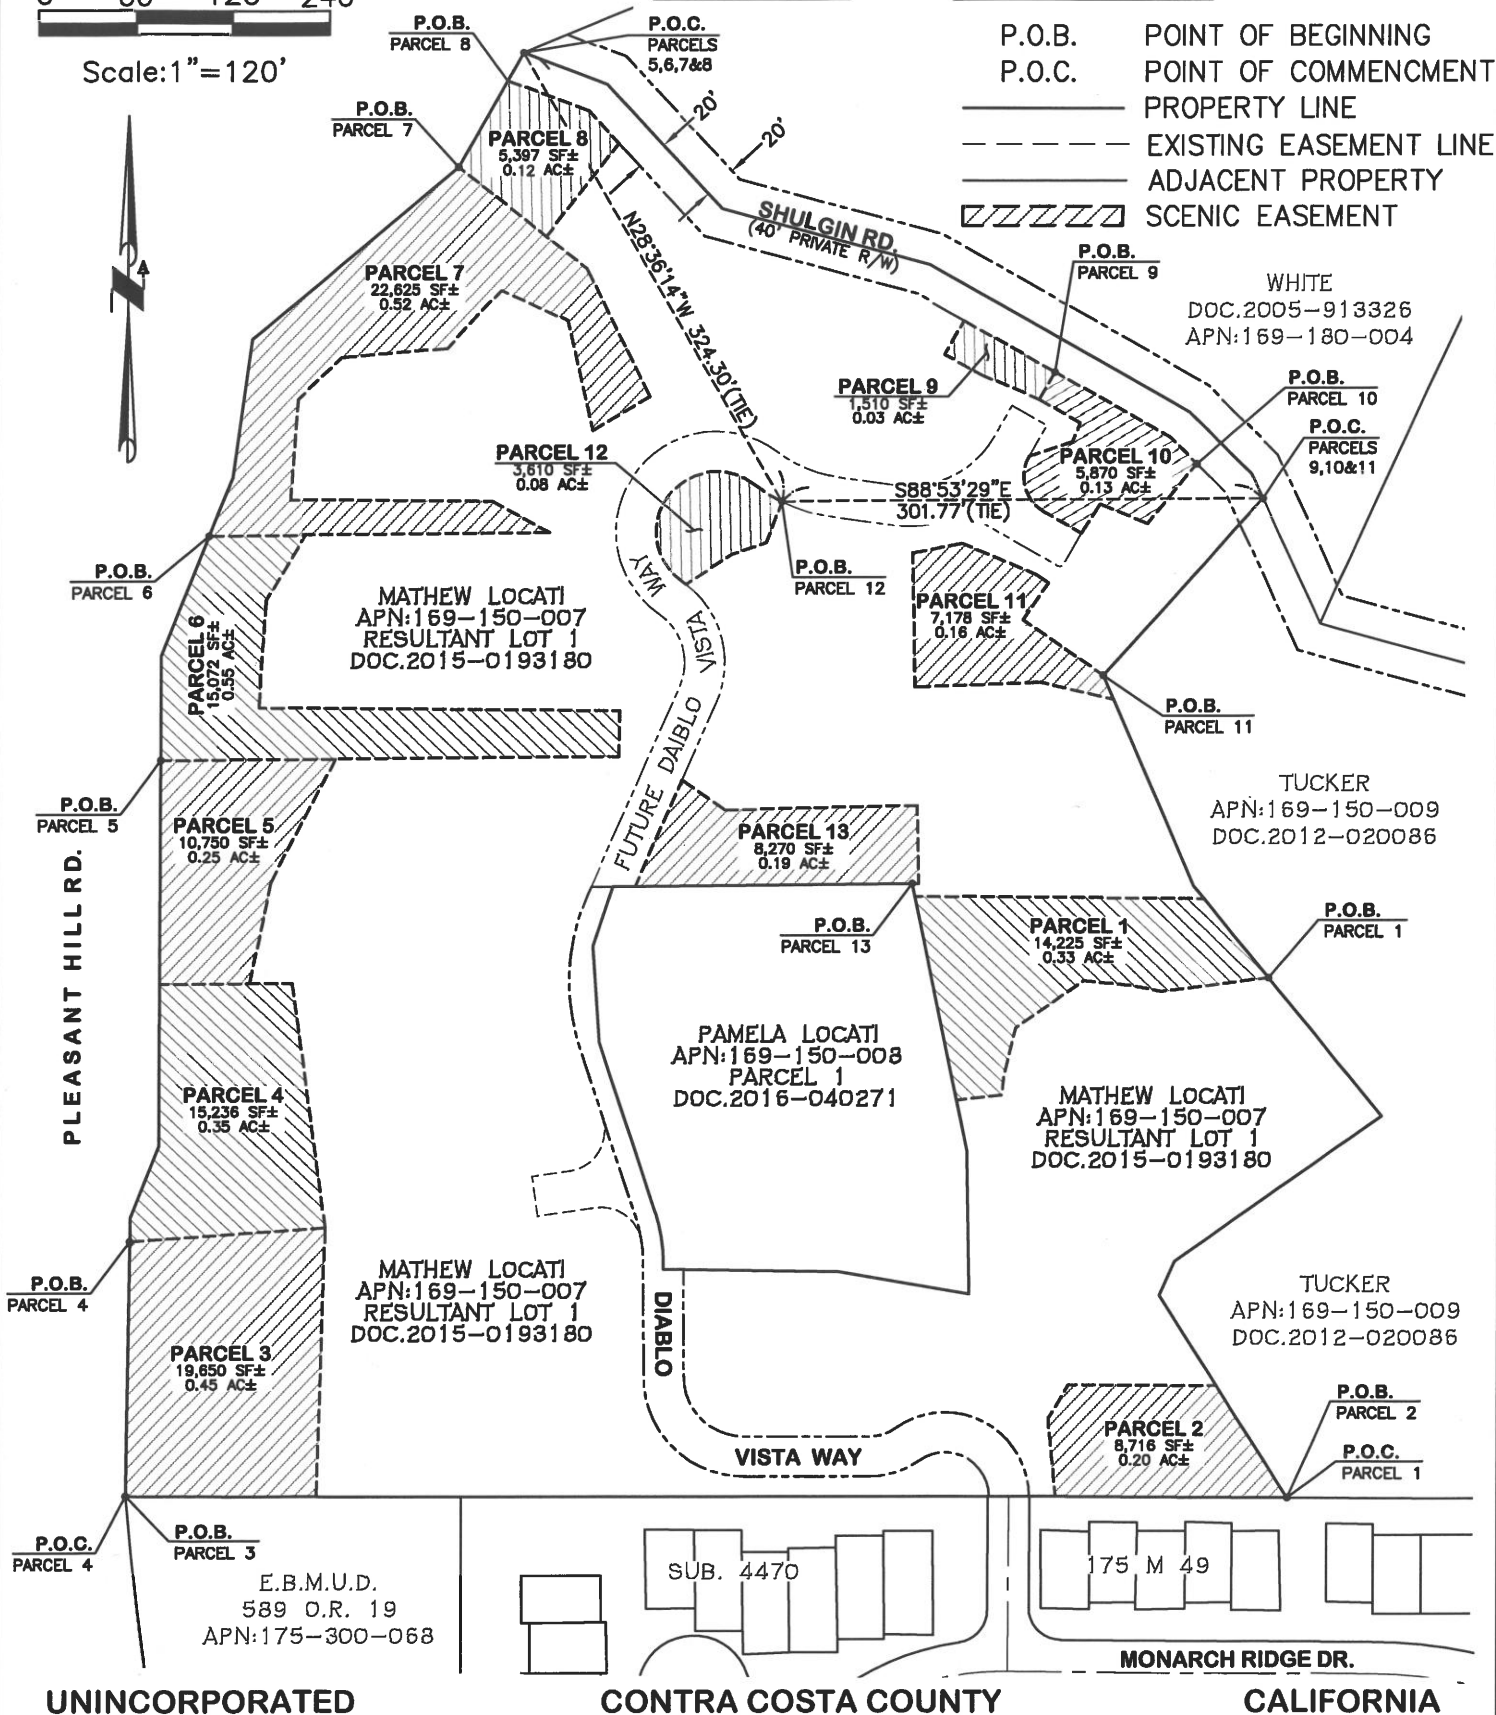 0 60 120 240
Scale:1"=120'
P.O.B.
PARCEL 8
P.O.C.
PARCELS
5,6,7&8
P.O.B. POINT OF BEGINNING
P.O.C. POINT OF COMMENCMENT
PROPERTY LINE
EXISTING EASEMENT LINE
ADJACENT PROPERTY
SCENIC EASEMENT
P.O.B.
PARCEL 7
PARCEL 8
5,397 SF±
0.12 AC±
20'
20'
SHULGIN RD.
(40' PRIVATE R/W)
N28°36'14"W 324.30'(TIE)
P.O.B.
PARCEL 9
WHITE
DOC.2005-913326
APN:169-180-004
PARCEL 7
22,625 SF±
0.52 AC±
PARCEL 9
1,510 SF±
0.03 AC±
P.O.B.
PARCEL 10
P.O.C.
PARCELS
9,10&11
PARCEL 12
3,610 SF±
0.08 AC±
PARCEL 10
5,870 SF±
0.13 AC±
S88°53'29"E
301.77'(TIE)
P.O.B.
PARCEL 6
P.O.B.
PARCEL 12
MATHEW LOCATI
APN:169-150-007
RESULTANT LOT 1
DOC.2015-0193180
PARCEL 11
7,178 SF±
0.16 AC±
PARCEL 6
15,072 SF±
0.55 AC±
FUTURE DAIBLO VISTA WAY
P.O.B.
PARCEL 11
P.O.B.
PARCEL 5
PARCEL 5
10,750 SF±
0.25 AC±
PARCEL 13
8,270 SF±
0.19 AC±
TUCKER
APN:169-150-009
DOC.2012-020086
PLEASANT HILL RD.
P.O.B.
PARCEL 13
PARCEL 1
14,225 SF±
0.33 AC±
P.O.B.
PARCEL 1
PAMELA LOCATI
APN:169-150-008
PARCEL 1
DOC.2016-040271
PARCEL 4
15,236 SF±
0.35 AC±
MATHEW LOCATI
APN:169-150-007
RESULTANT LOT 1
DOC.2015-0193180
P.O.B.
PARCEL 4
MATHEW LOCATI
APN:169-150-007
RESULTANT LOT 1
DOC.2015-0193180
DIABLO
TUCKER
APN:169-150-009
DOC.2012-020086
PARCEL 3
19,650 SF±
0.45 AC±
P.O.B.
PARCEL 2
PARCEL 2
8,716 SF±
0.20 AC±
VISTA WAY
P.O.C.
PARCEL 1
P.O.C.
PARCEL 4
P.O.B.
PARCEL 3
E.B.M.U.D.
589 O.R. 19
APN:175-300-068
SUB. 4470
175 M 49
MONARCH RIDGE DR.
UNINCORPORATED CONTRA COSTA COUNTY CALIFORNIA